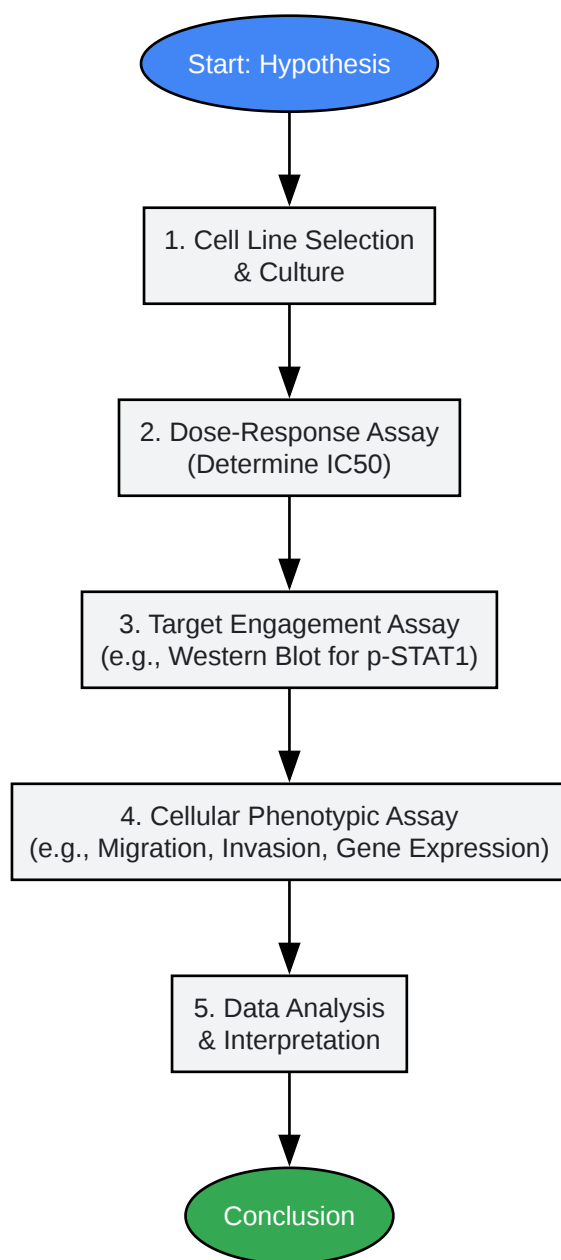 Start: Hypothesis
1. Cell Line Selection
& Culture
2. Dose-Response Assay
(Determine IC50)
3. Target Engagement Assay
(e.g., Western Blot for p-STAT1)
4. Cellular Phenotypic Assay
(e.g., Migration, Invasion, Gene Expression)
5. Data Analysis
& Interpretation
Conclusion